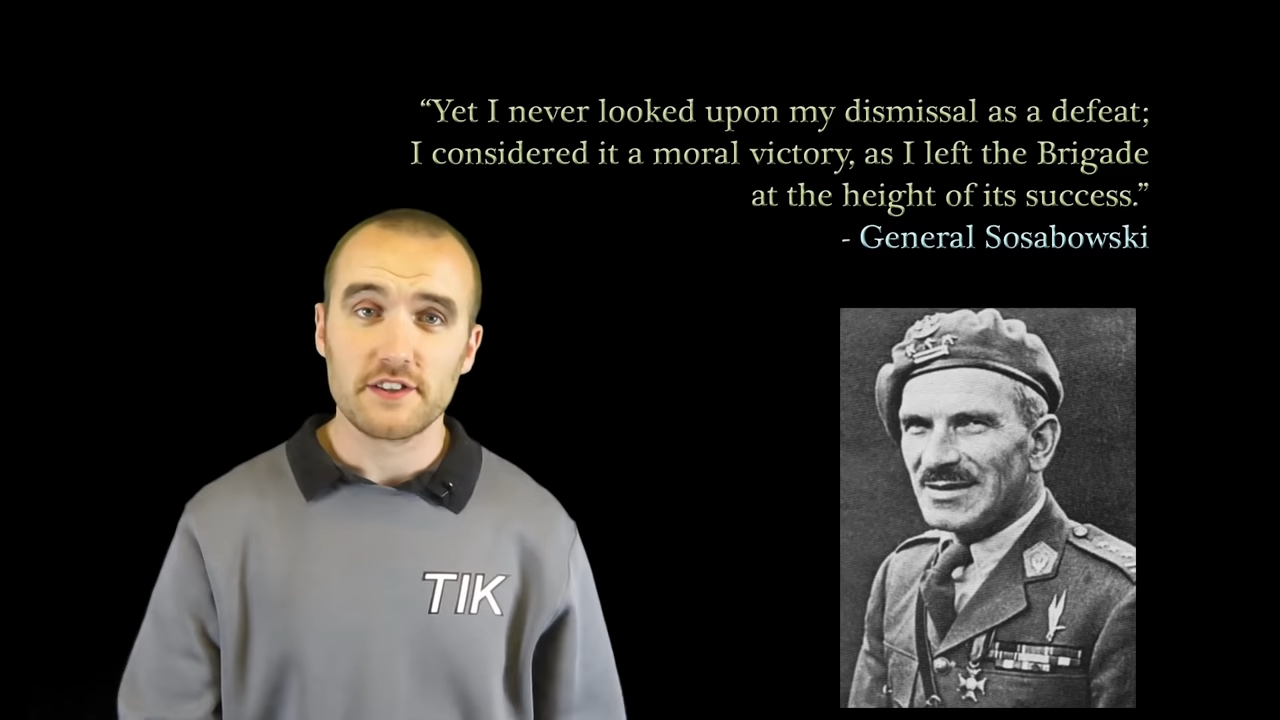 “Yet I never looked upon my dismissal as a defeat;
I considered it a moral victory, as I left the Brigade
at the height of its success.”
- General Sosabowski
TIK